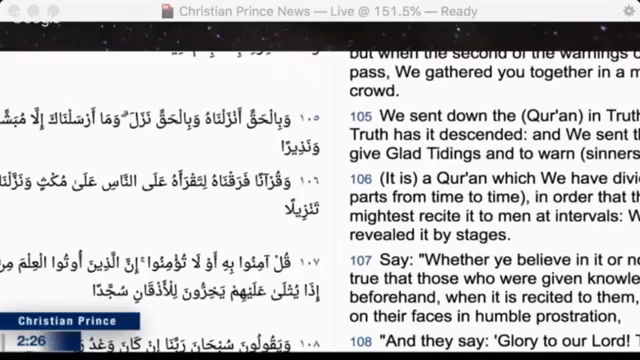 Christian Prince News — Live @ 151.5% — Ready
but when the second of the warnings
pass, We gathered you together in a m
crowd.
١٠٥ وَبِالْحَقِّ أَنْزَلْنَاهُ وَبِالْحَقِّ نَزَلَ ۗ وَمَا أَرْسَلْنَاكَ إِلَّا مُبَشِّ
وَنَذِيرًا
105 We sent down the (Qur'an) in Truth
Truth has it descended: and We sent th
give Glad Tidings and to warn (sinners
١٠٦ وَقُرْآنًا فَرَقْنَاهُ لِتَقْرَأَهُ عَلَى النَّاسِ عَلَىٰ مُكْثٍ وَنَزَّلْنَا
تَنْزِيلًا
106 (It is) a Qur'an which We have divi
parts from time to time), in order that th
mightest recite it to men at intervals: W
revealed it by stages.
١٠٧ قُلْ آمِنُوا بِهِ أَوْ لَا تُؤْمِنُوا ۚ إِنَّ الَّذِينَ أُوتُوا الْعِلْمَ مِنْ
إِذَا يُتْلَىٰ عَلَيْهِمْ يَخِرُّونَ لِلْأَذْقَانِ سُجَّدًا
107 Say: "Whether ye believe in it or no
true that those who were given knowle
beforehand, when it is recited to them,
on their faces in humble prostration,
١٠٨ وَيَقُولُونَ سُبْحَانَ رَبِّنَا إِنْ كَانَ وَعْدُ
108 "And they say: 'Glory to our Lord! T
Christian Prince
2:26